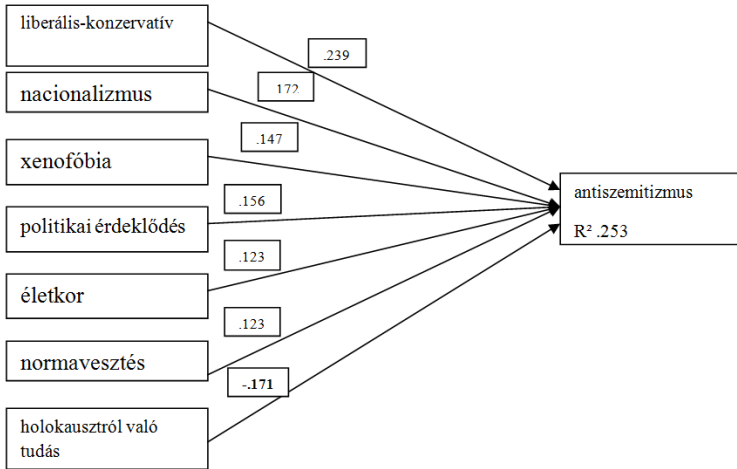 liberális-konzervatív
.239
nacionalizmus
.172
.147
xenofóbia
antiszemitizmus
R² .253
.156
politikai érdeklődés
.123
életkor
.123
normavesztés
-.171
holokausztról való
tudás